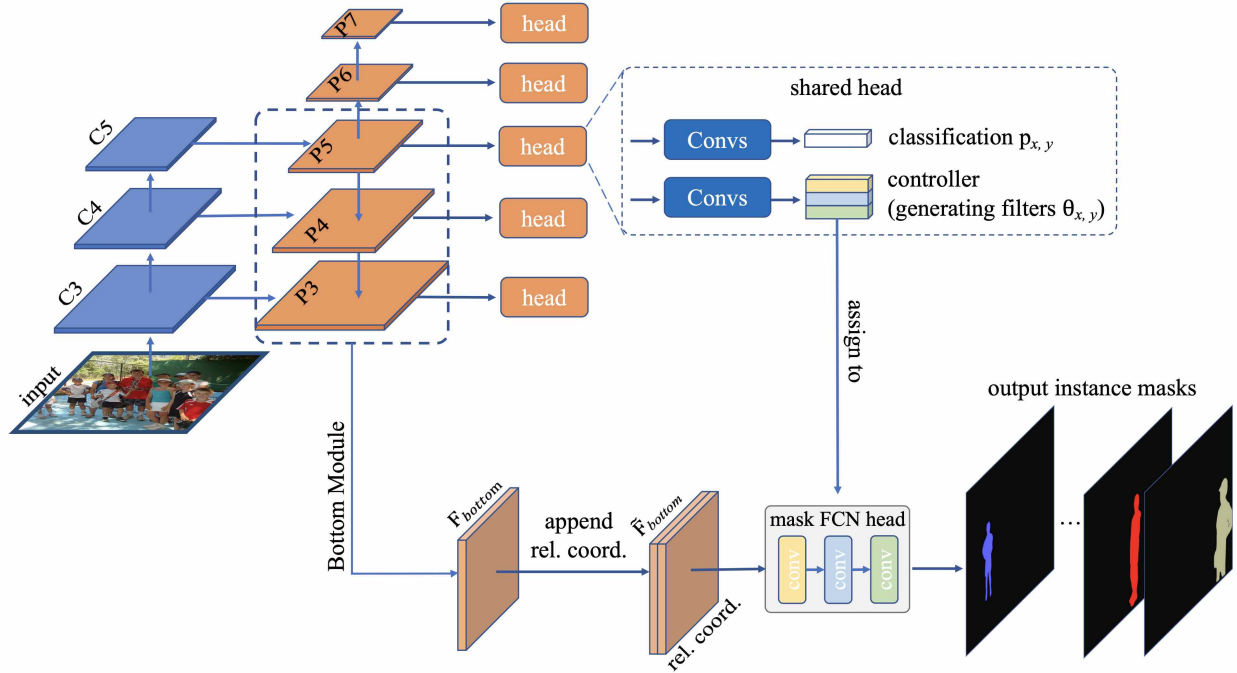 P7
head
P6
head
shared head
C5
P5
head
Convs
classification p_{x, y}
C4
P4
head
Convs
controller
(generating filters θ_{x, y})
C3
P3
head
input
assign to
output instance masks
Bottom Module
F_{bottom}
append
rel. coord.
F̃_{bottom}
rel. coord.
mask FCN head
conv
conv
conv
...